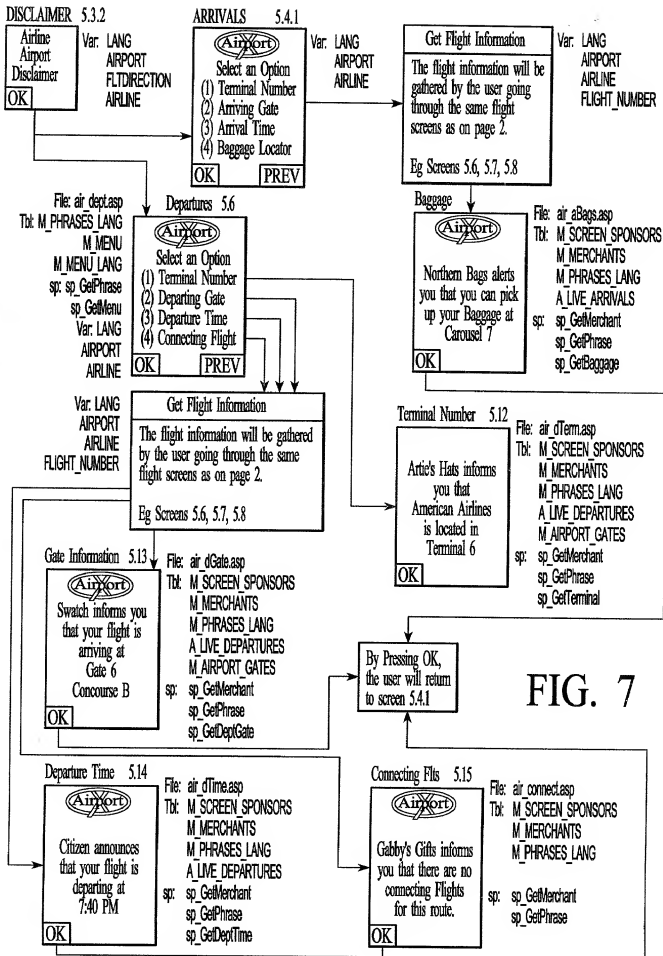 DISCLAIMER 5.3.2
Airline
Airport
Disclaimer
OK
Var: LANG
AIRPORT
FLTDIRECTION
AIRLINE
ARRIVALS 5.4.1
Airport
Select an Option
(1) Terminal Number
(2) Arriving Gate
(3) Arrival Time
(4) Baggage Locator
OK PREV
Var: LANG
AIRPORT
AIRLINE
Get Flight Information
The flight information will be
gathered by the user going
through the same flight
screens as on page 2.
Eg Screens 5.6, 5.7, 5.8
Var: LANG
AIRPORT
AIRLINE
FLIGHT_NUMBER
File: air_dept.asp
Tbl: M_PHRASES_LANG
M_MENU
M_MENU_LANG
sp: sp_GetPhrase
sp_GetMenu
Var: LANG
AIRPORT
AIRLINE
Departures 5.6
Airport
Select an Option
(1) Terminal Number
(2) Departing Gate
(3) Departure Time
(4) Connecting Flight
OK PREV
Baggage
Airport
Northern Bags alerts
you that you can pick
up your Baggage at
Carousel 7
OK
File: air_aBags.asp
Tbl: M_SCREEN_SPONSORS
M_MERCHANTS
M_PHRASES_LANG
A_LIVE_ARRIVALS
sp: sp_GetMerchant
sp_GetPhrase
sp_GetBaggage
Var: LANG
AIRPORT
AIRLINE
FLIGHT_NUMBER
Get Flight Information
The flight information will be gathered
by the user going through the same
flight screens as on page 2.
Eg Screens 5.6, 5.7, 5.8
Terminal Number 5.12
Artie's Hats informs
you that
American Airlines
is located in
Terminal 6
OK
File: air_dTerm.asp
Tbl: M_SCREEN_SPONSORS
M_MERCHANTS
M_PHRASES_LANG
A_LIVE_DEPARTURES
M_AIRPORT_GATES
sp: sp_GetMerchant
sp_GetPhrase
sp_GetTerminal
Gate Information 5.13
Airport
Swatch informs you
that your flight is
arriving at
Gate 6
Concourse B
OK
File: air_dGate.asp
Tbl: M_SCREEN_SPONSORS
M_MERCHANTS
M_PHRASES_LANG
A_LIVE_DEPARTURES
M_AIRPORT_GATES
sp: sp_GetMerchant
sp_GetPhrase
sp_GetDeptGate
By Pressing OK,
the user will return
to screen 5.4.1
FIG. 7
Departure Time 5.14
Airport
Citizen announces
that your flight is
departing at
7:40 PM
OK
File: air_dTime.asp
Tbl: M_SCREEN_SPONSORS
M_MERCHANTS
M_PHRASES_LANG
A_LIVE_DEPARTURES
sp: sp_GetMerchant
sp_GetPhrase
sp_GetDeptTime
Connecting Flts 5.15
Airport
Gabby's Gifts informs
you that there are no
connecting Flights
for this route.
OK
File: air_connect.asp
Tbl: M_SCREEN_SPONSORS
M_MERCHANTS
M_PHRASES_LANG
sp: sp_GetMerchant
sp_GetPhrase